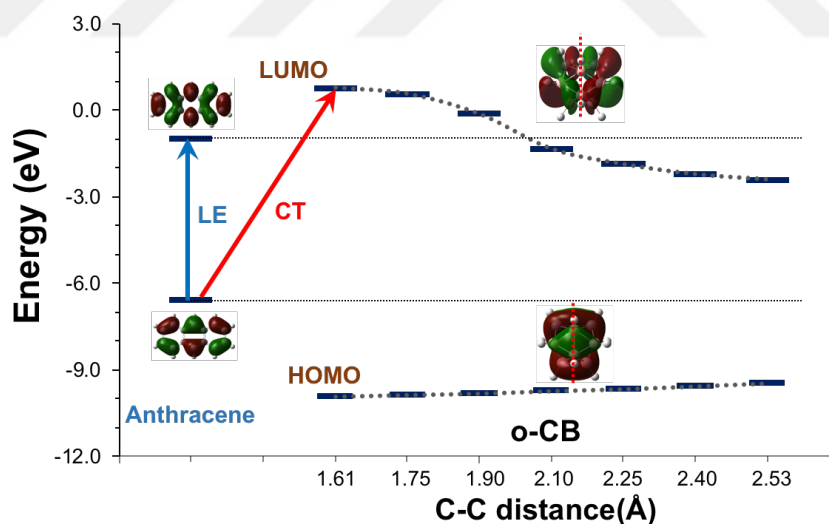 3.0
0.0
-3.0
-6.0
-9.0
-12.0
Energy (eV)
LUMO
LE
CT
HOMO
Anthracene
o-CB
1.61 1.75 1.90 2.10 2.25 2.40 2.53
C-C distance(Å)